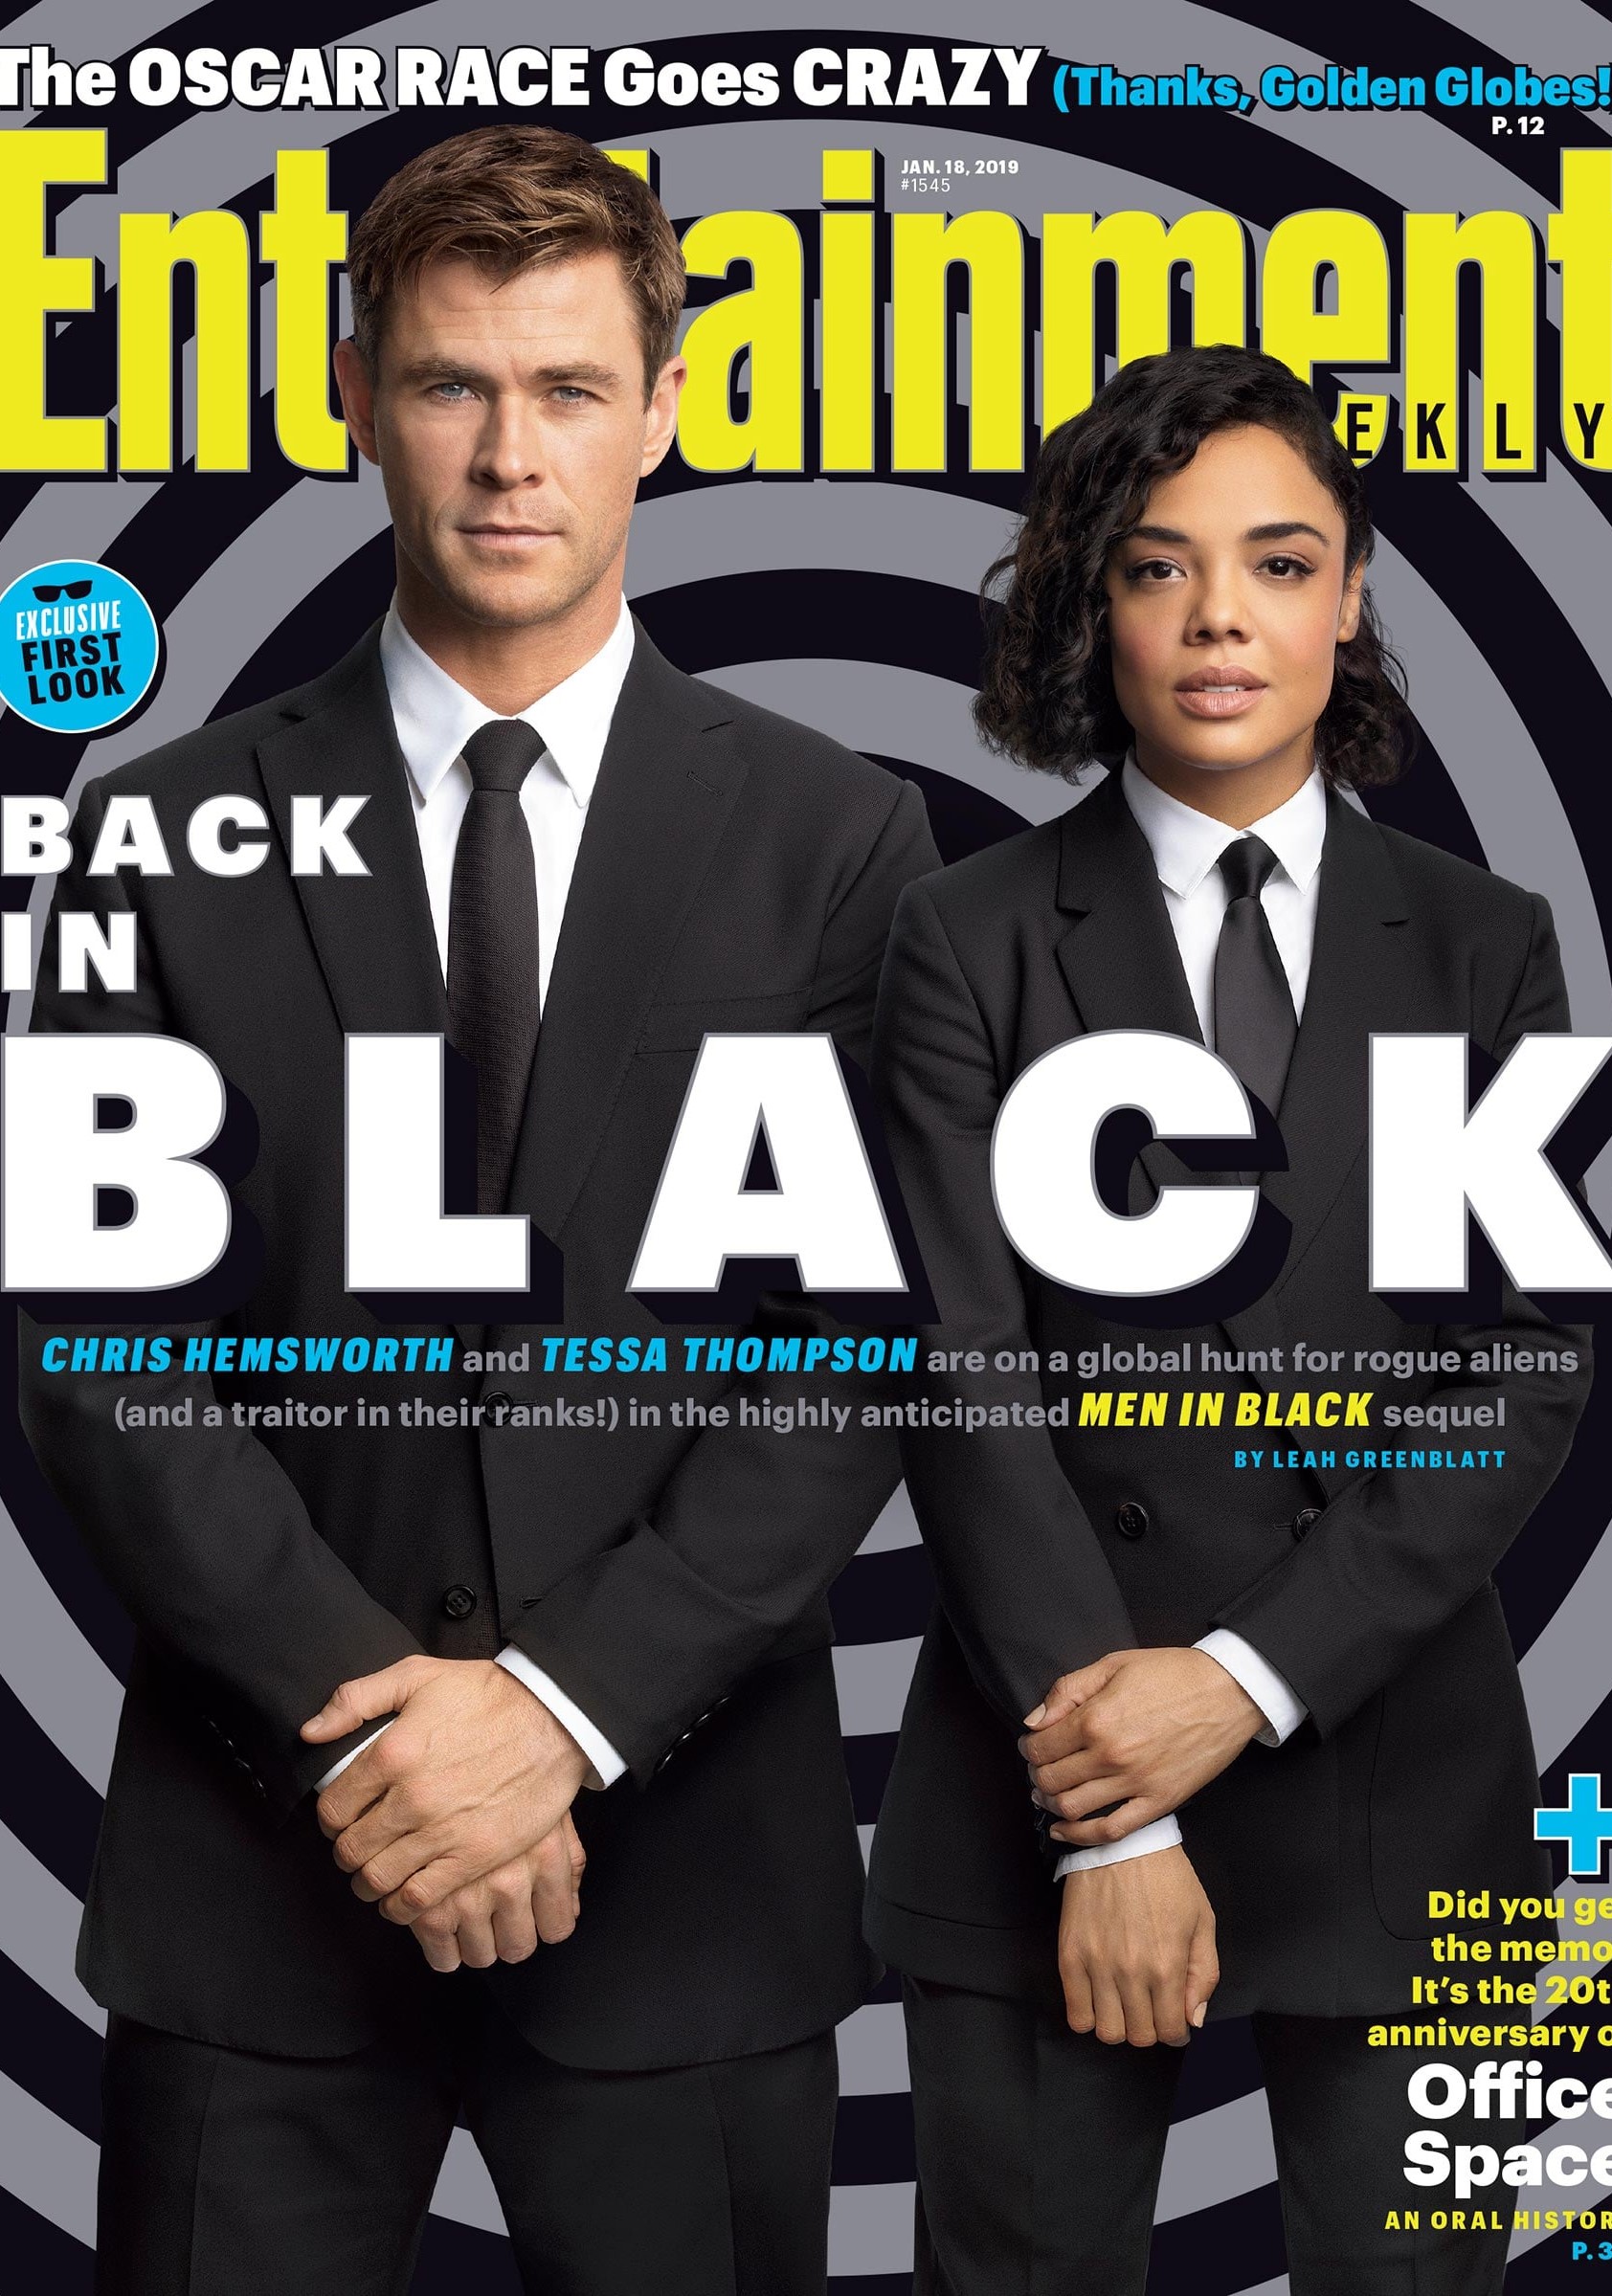 The OSCAR RACE Goes CRAZY (Thanks, Golden Globes!
P. 12
JAN. 18, 2019
#1545
Ent ainment
EKLY
EXCLUSIVE
FIRST
LOOK
BACK
IN
BLACK
CHRIS HEMSWORTH and TESSA THOMPSON are on a global hunt for rogue aliens
(and a traitor in their ranks!) in the highly anticipated MEN IN BLACK sequel
BY LEAH GREENBLATT
+
Did you ge
the memo
It's the 20t
anniversary o
Office
Space
AN ORAL HISTOR
P. 3